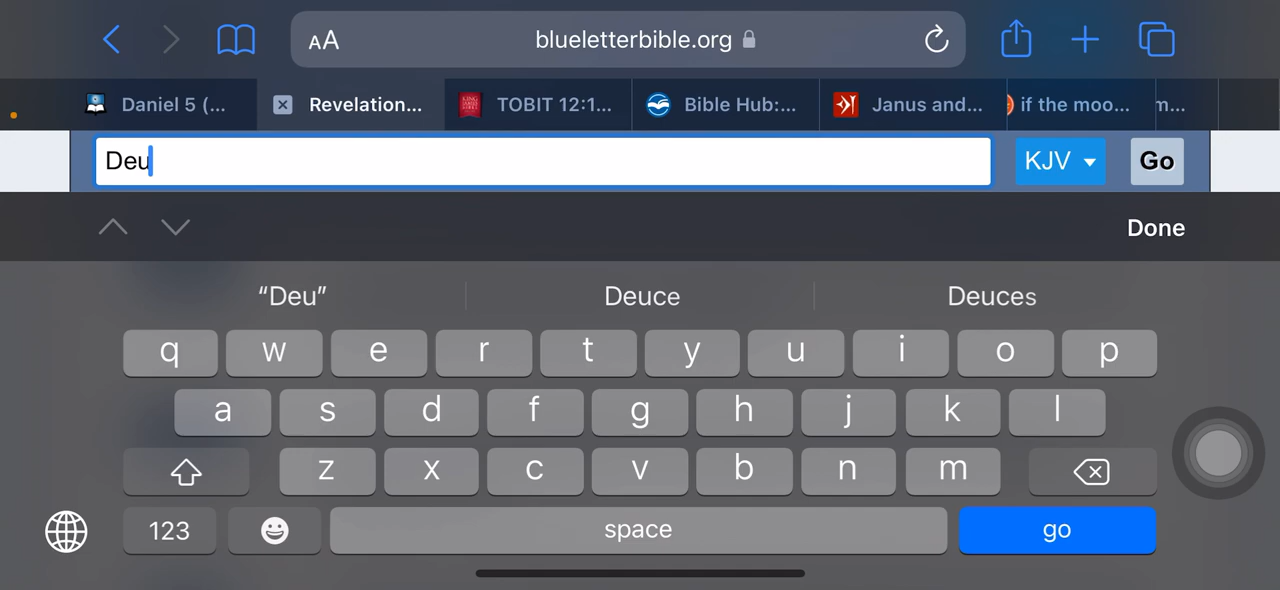 AA blueletterbible.org
Daniel 5 (... Revelation... TOBIT 12:1... Bible Hub:... Janus and... if the moo... m...
Deu KJV Go
Done
“Deu” Deuce Deuces
q w e r t y u i o p
a s d f g h j k l
z x c v b n m
123 space go